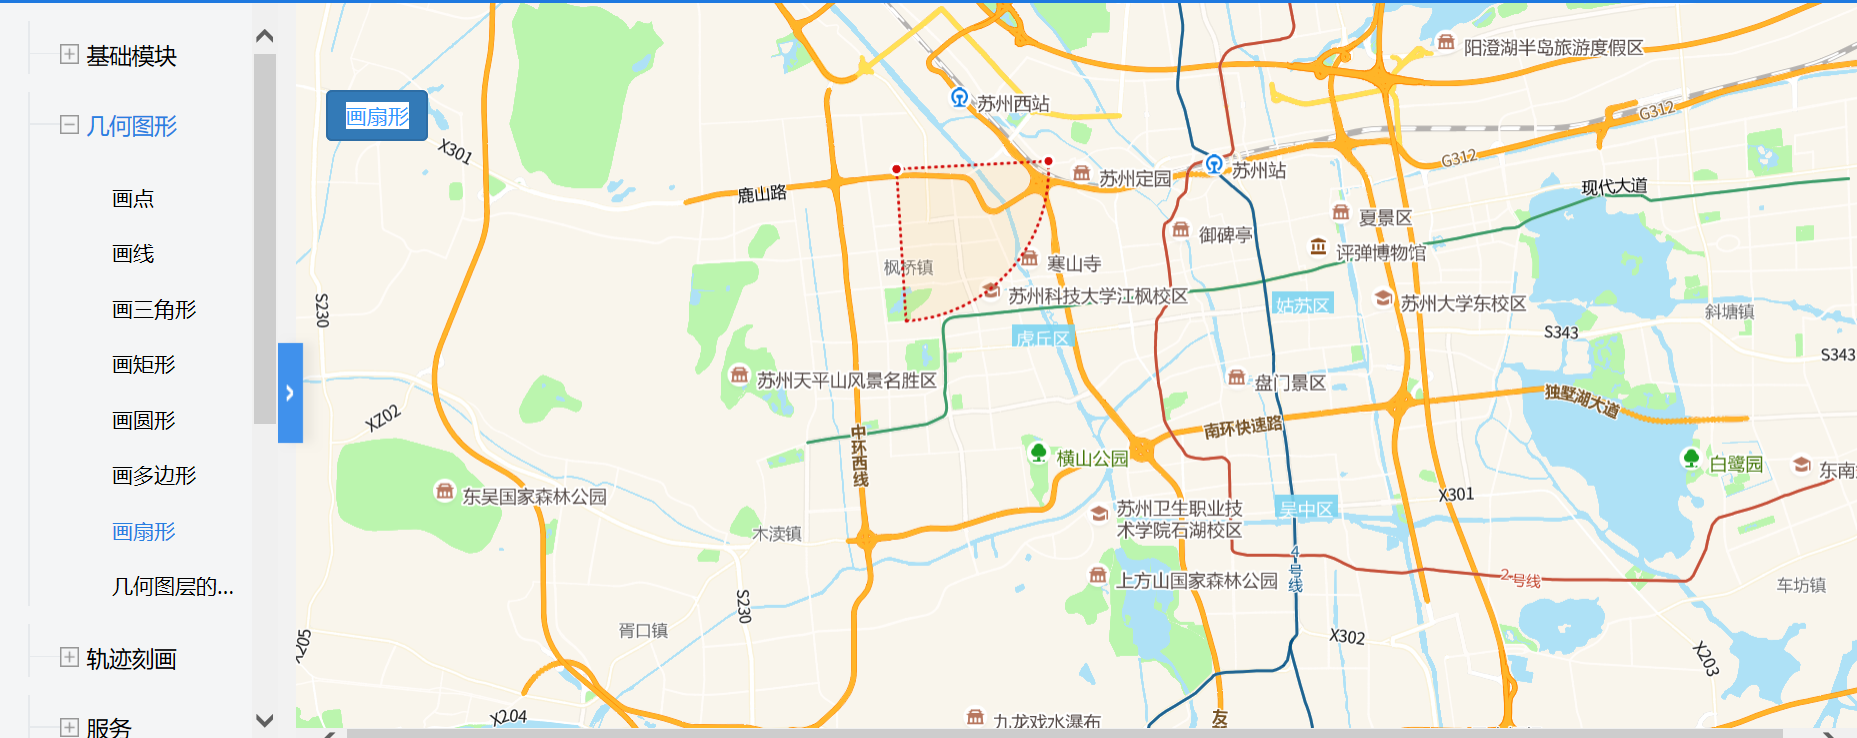 基础模块
几何图形
画点
画线
画三角形
画矩形
画圆形
画多边形
画扇形
几何图层的...
轨迹刻画
服务
画扇形
阳澄湖半岛旅游度假区
苏州西站
G312
X301
G312
苏州定园
苏州站
鹿山路
现代大道
夏景区
御碑亭
评弹博物馆
枫桥镇
寒山寺
苏州科技大学江枫校区
姑苏区
苏州大学东校区
S230
斜塘镇
虎丘区
S343
S343
苏州天平山风景名胜区
盘门景区
XZ02
独墅湖大道
南环快速路
中环西线
横山公园
白鹭园
东南
东吴国家森林公园
X301
苏州卫生职业技
术学院石湖校区
吴中区
木渎镇
4号线
2号线
上方山国家森林公园
车坊镇
S230
胥口镇
X205
X302
X203
X204
九龙戏水瀑布
友